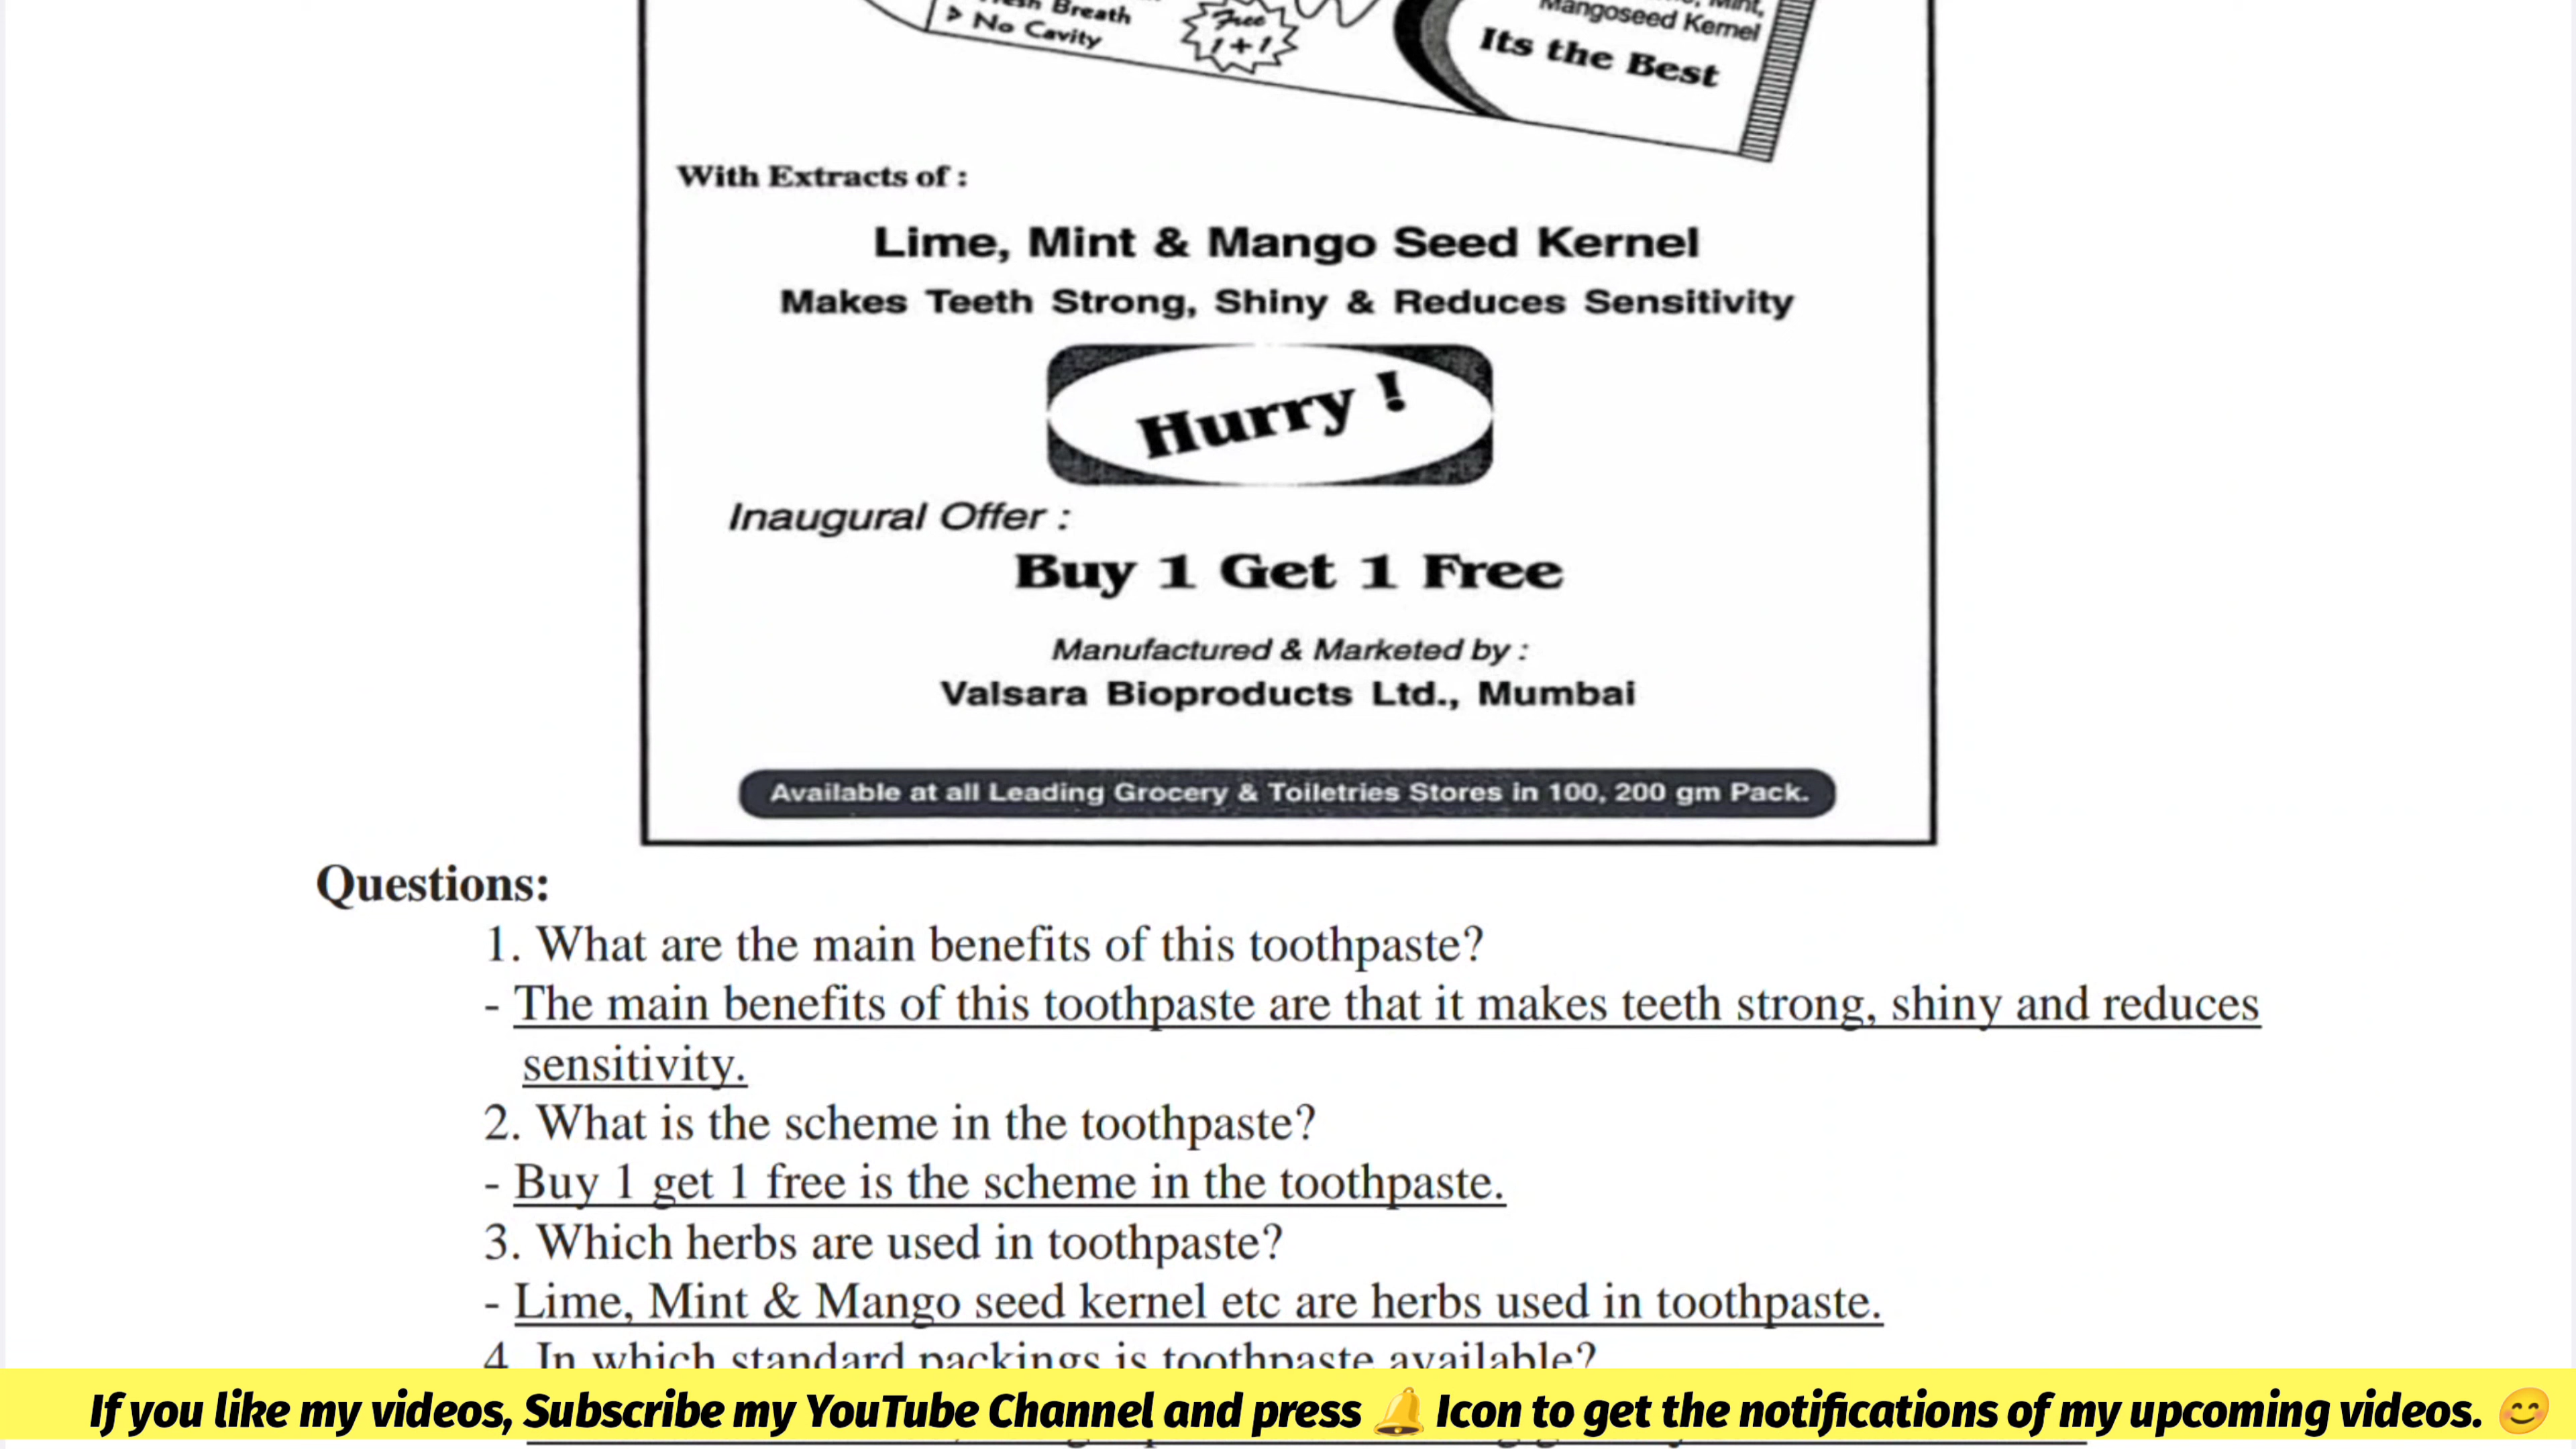 Breath
> No Cavity
Free
1+1
Mint,
Mangoseed Kernel
Its the Best
With Extracts of :
Lime, Mint & Mango Seed Kernel
Makes Teeth Strong, Shiny & Reduces Sensitivity
Hurry !
Inaugural Offer :
Buy 1 Get 1 Free
Manufactured & Marketed by :
Valsara Bioproducts Ltd., Mumbai
Available at all Leading Grocery & Toiletries Stores in 100, 200 gm Pack.
Questions:
1. What are the main benefits of this toothpaste?
- The main benefits of this toothpaste are that it makes teeth strong, shiny and reduces
sensitivity.
2. What is the scheme in the toothpaste?
- Buy 1 get 1 free is the scheme in the toothpaste.
3. Which herbs are used in toothpaste?
- Lime, Mint & Mango seed kernel etc are herbs used in toothpaste.
4. In which standard packings is toothpaste available?
If you like my videos, Subscribe my YouTube Channel and press 🔔 Icon to get the notifications of my upcoming videos. 😊